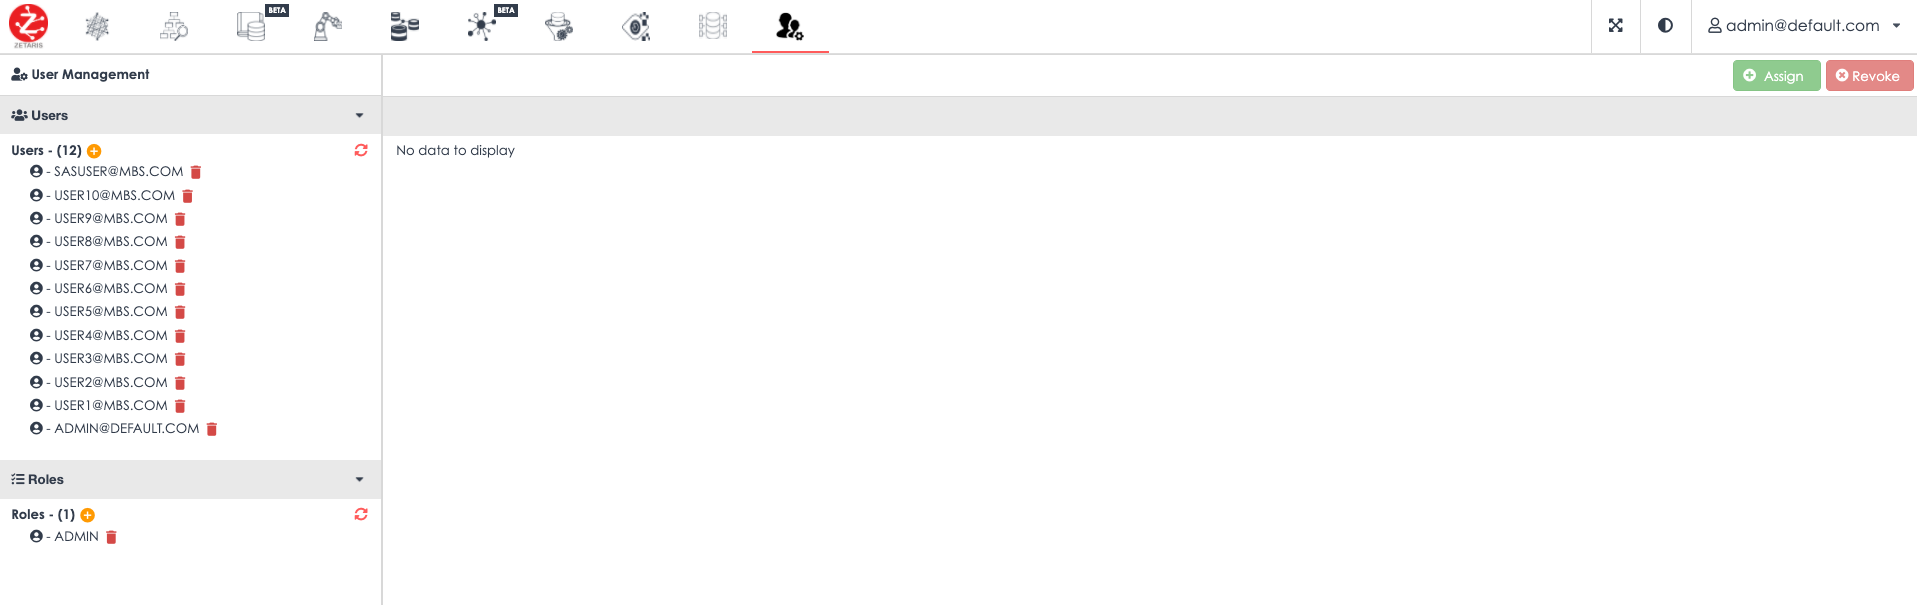 ZETARIS
BETA
BETA
admin@default.com
User Management
Assign
Revoke
Users
Users - (12)
No data to display
- SASUSER@MBS.COM
- USER10@MBS.COM
- USER9@MBS.COM
- USER8@MBS.COM
- USER7@MBS.COM
- USER6@MBS.COM
- USER5@MBS.COM
- USER4@MBS.COM
- USER3@MBS.COM
- USER2@MBS.COM
- USER1@MBS.COM
- ADMIN@DEFAULT.COM
Roles
Roles - (1)
- ADMIN